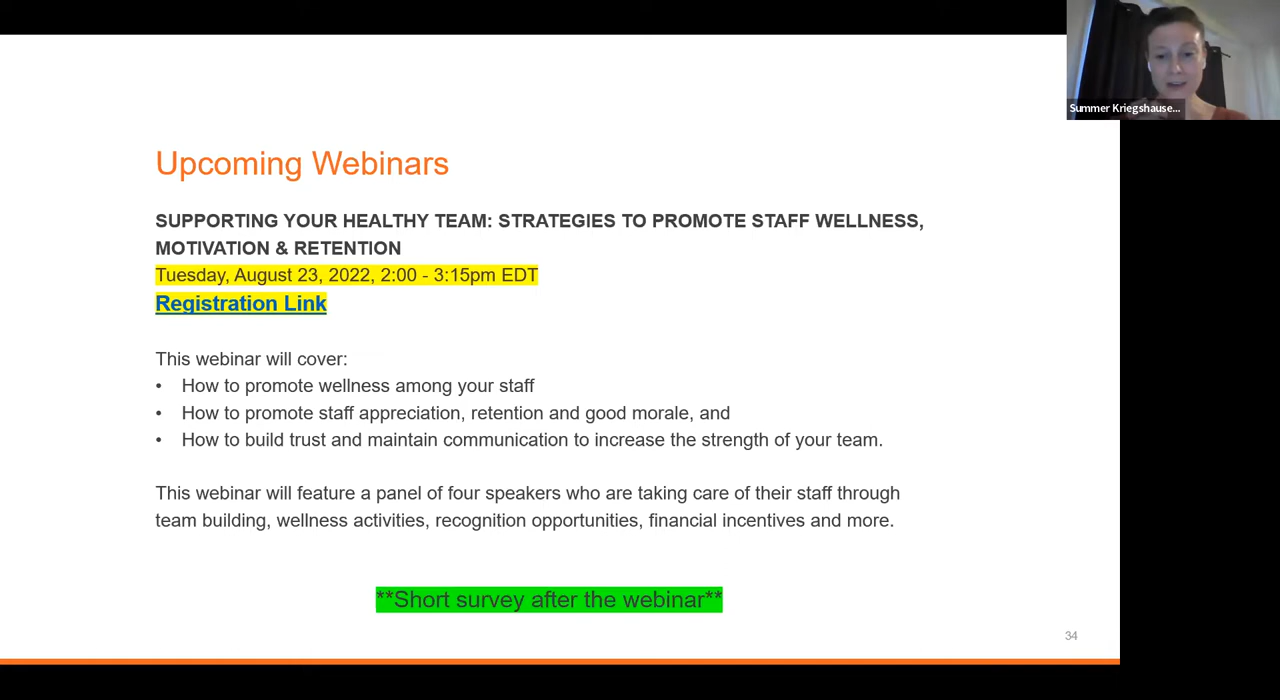 Summer Kriegshause...
Upcoming Webinars
SUPPORTING YOUR HEALTHY TEAM: STRATEGIES TO PROMOTE STAFF WELLNESS,
MOTIVATION & RETENTION
Tuesday, August 23, 2022, 2:00 - 3:15pm EDT
Registration Link
This webinar will cover:
• How to promote wellness among your staff
• How to promote staff appreciation, retention and good morale, and
• How to build trust and maintain communication to increase the strength of your team.
This webinar will feature a panel of four speakers who are taking care of their staff through
team building, wellness activities, recognition opportunities, financial incentives and more.
**Short survey after the webinar**
34